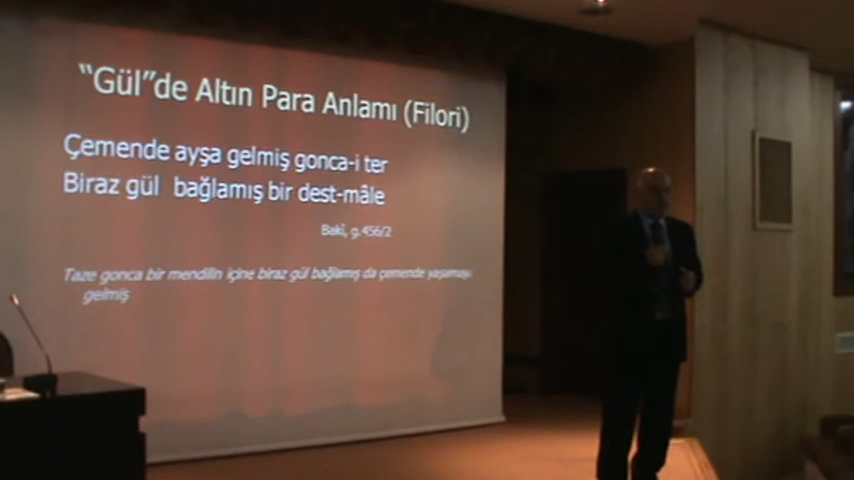 “Gül”de Altın Para Anlamı (Filori)
Çemende ayşa gelmiş gonca-i ter
Biraz gül bağlamış bir dest-mâle
Bakî, g.456/2
Taze gonca bir mendilin içine biraz gül bağlamış da çemende yaşamaya
gelmiş